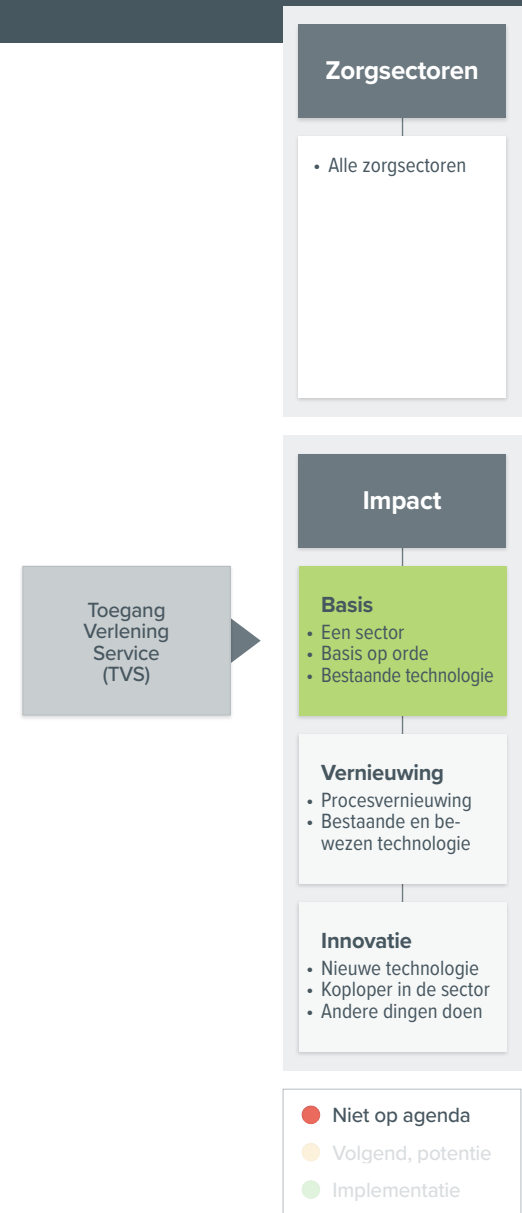 Zorgsectoren
• Alle zorgsectoren
Impact
Toegang
Verlening
Service
(TVS)
Basis
• Een sector
• Basis op orde
• Bestaande technologie
Vernieuwing
• Procesvernieuwing
• Bestaande en be-
wezen technologie
Innovatie
• Nieuwe technologie
• Koploper in de sector
• Andere dingen doen
Niet op agenda
Volgend, potentie
Implementatie